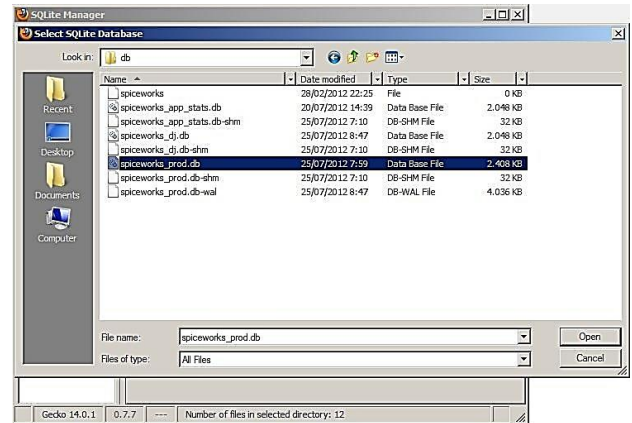 SQLite Manager
Select SQLite Database
Look in: db
Name Date modified Type Size
spiceworks 28/02/2012 22:25 File 0 KB
spiceworks_app_stats.db 20/07/2012 14:39 Data Base File 2.048 KB
spiceworks_app_stats.db-shm 25/07/2012 7:10 DB-SHM File 32 KB
spiceworks_dj.db 25/07/2012 8:47 Data Base File 2.048 KB
spiceworks_dj.db-shm 25/07/2012 7:10 DB-SHM File 32 KB
spiceworks_prod.db 25/07/2012 7:59 Data Base File 2.408 KB
spiceworks_prod.db-shm 25/07/2012 7:10 DB-SHM File 32 KB
spiceworks_prod.db-wal 25/07/2012 8:47 DB-WAL File 4.036 KB
Recent
Desktop
Documents
Computer
File name: spiceworks_prod.db Open
Files of type: All Files Cancel
Gecko 14.0.1 0.7.7 --- Number of files in selected directory: 12